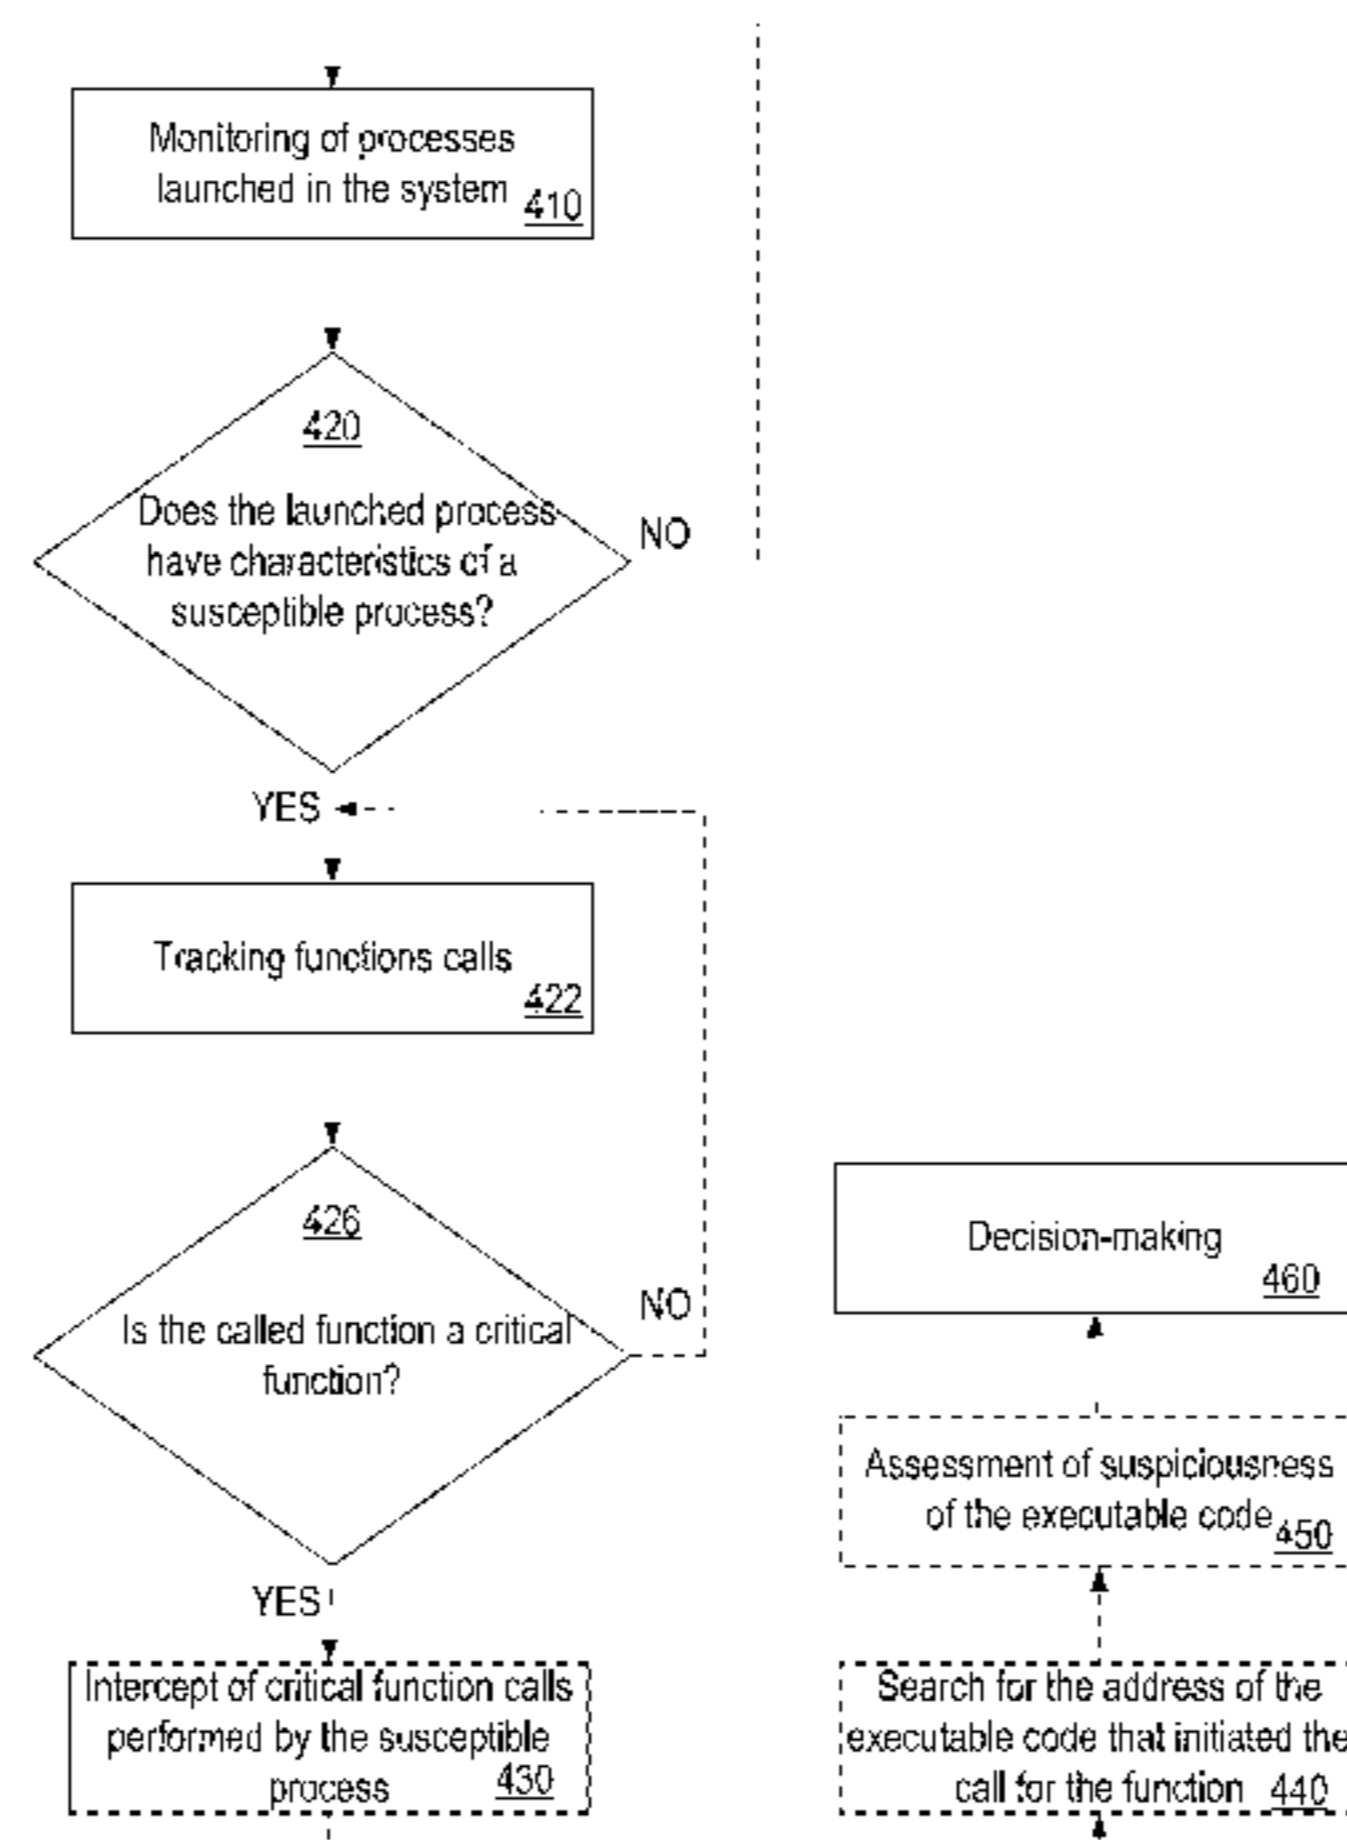 Monitoring of processes
launched in the system 410
420
Does the launched process
have characteristics of a
susceptible process?
NO
YES
Tracking functions calls
422
426
Is the called function a critical
function?
NO
YES
Intercept of critical function calls
performed by the susceptible
process 430
Decision-making
460
Assessment of suspiciousness
of the executable code 450
Search for the address of the
executable code that initiated the
call for the function 440